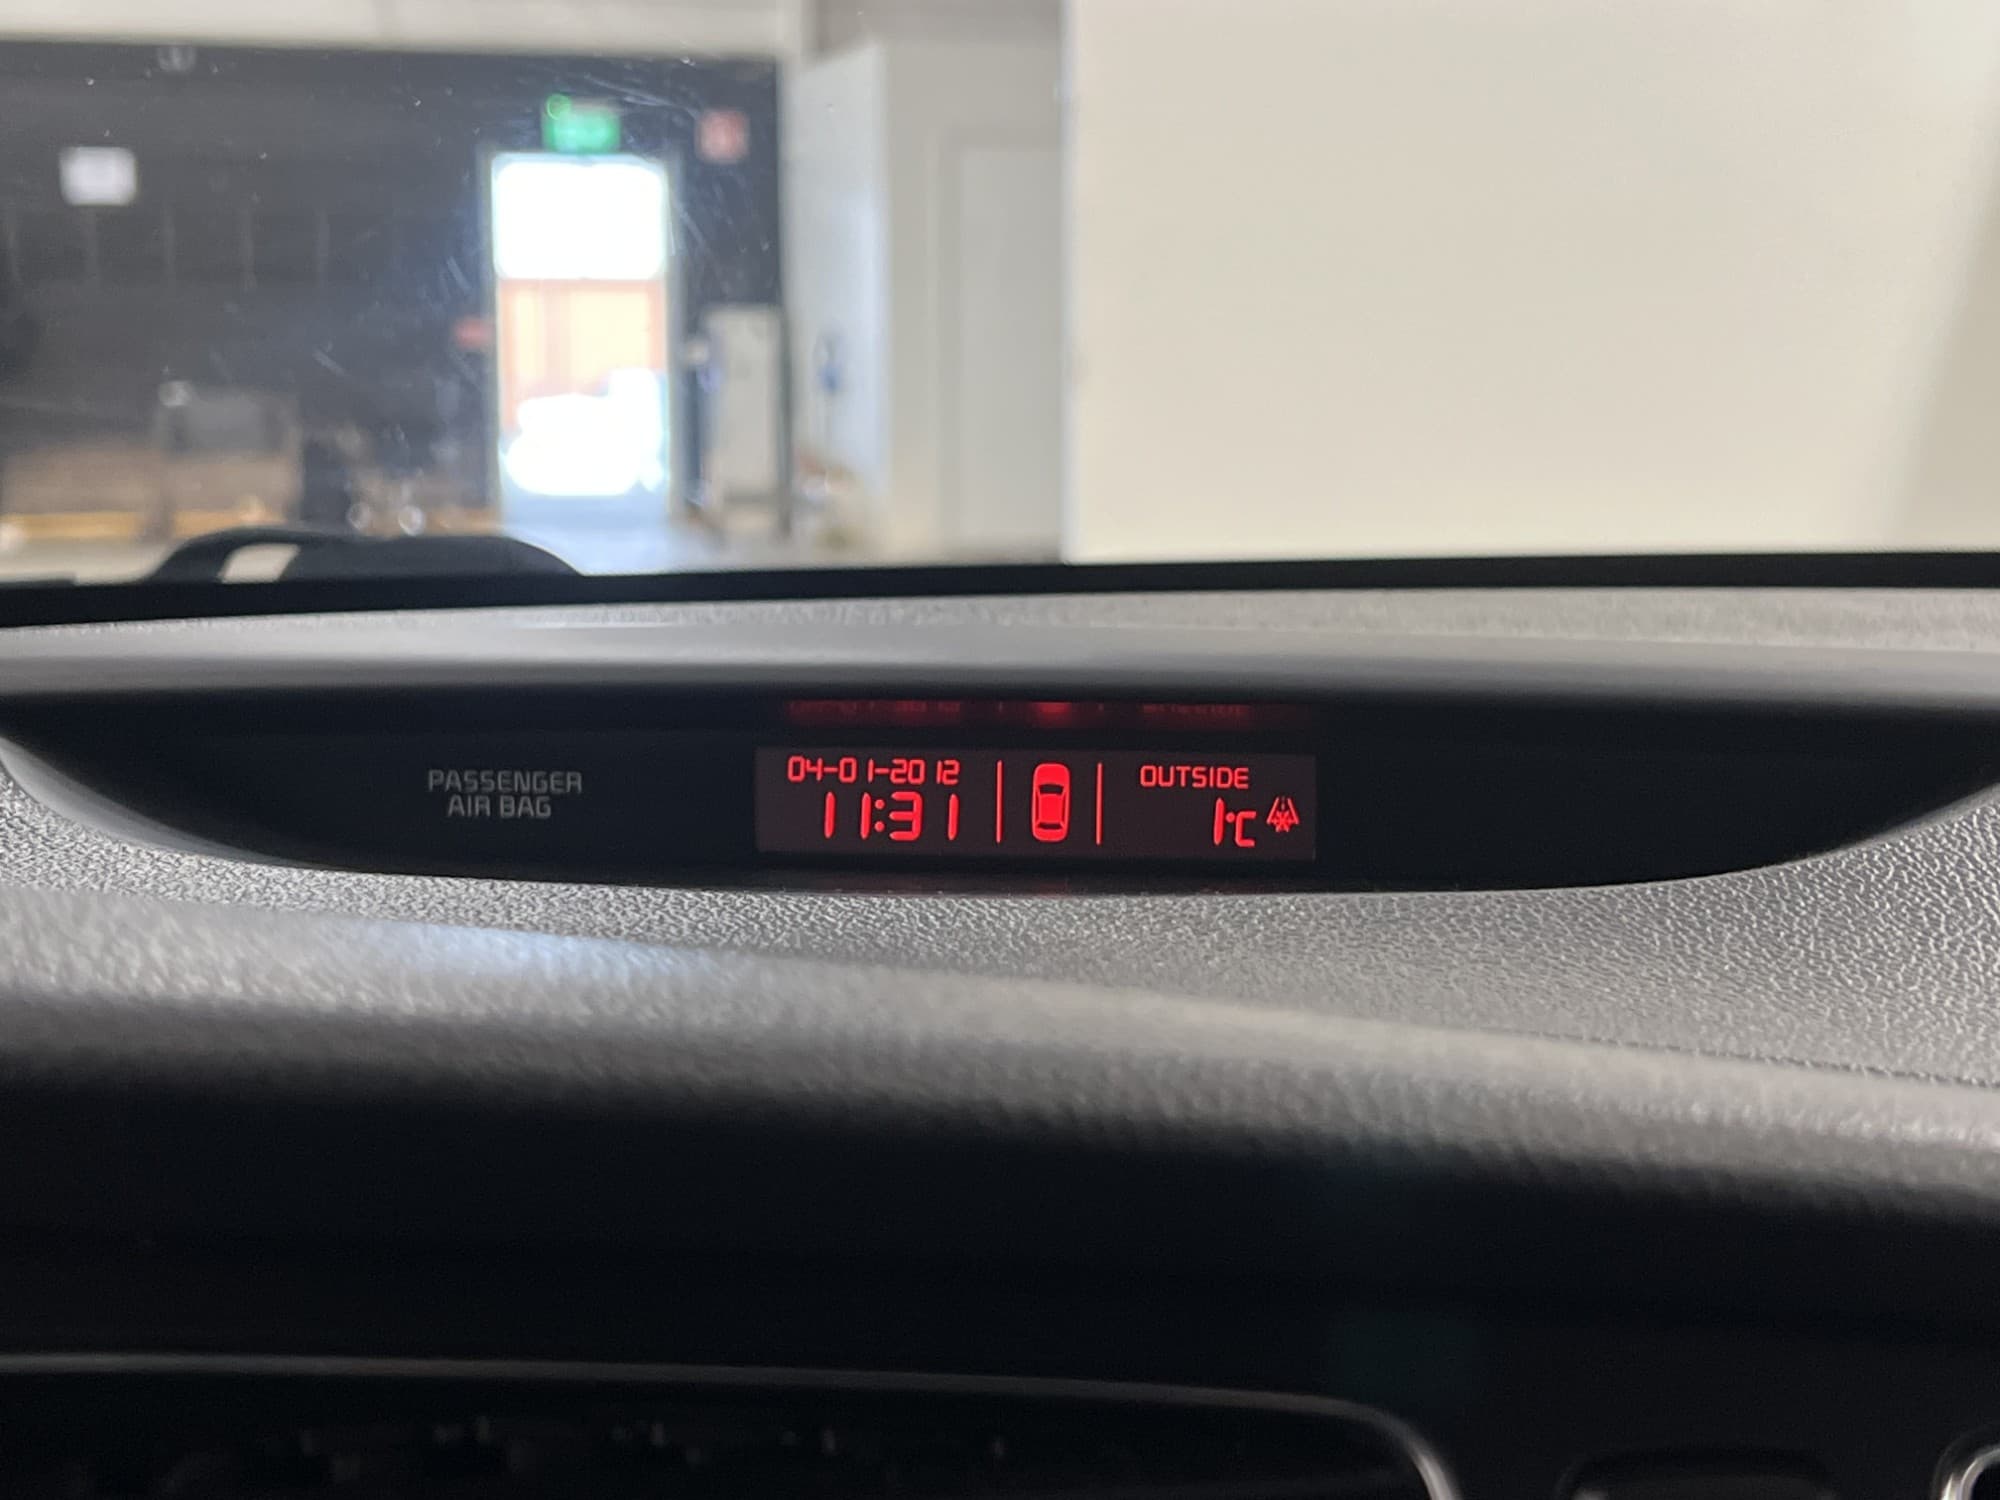 PASSENGER
AIR BAG
04-01-2012
11:31
OUTSIDE
1°C